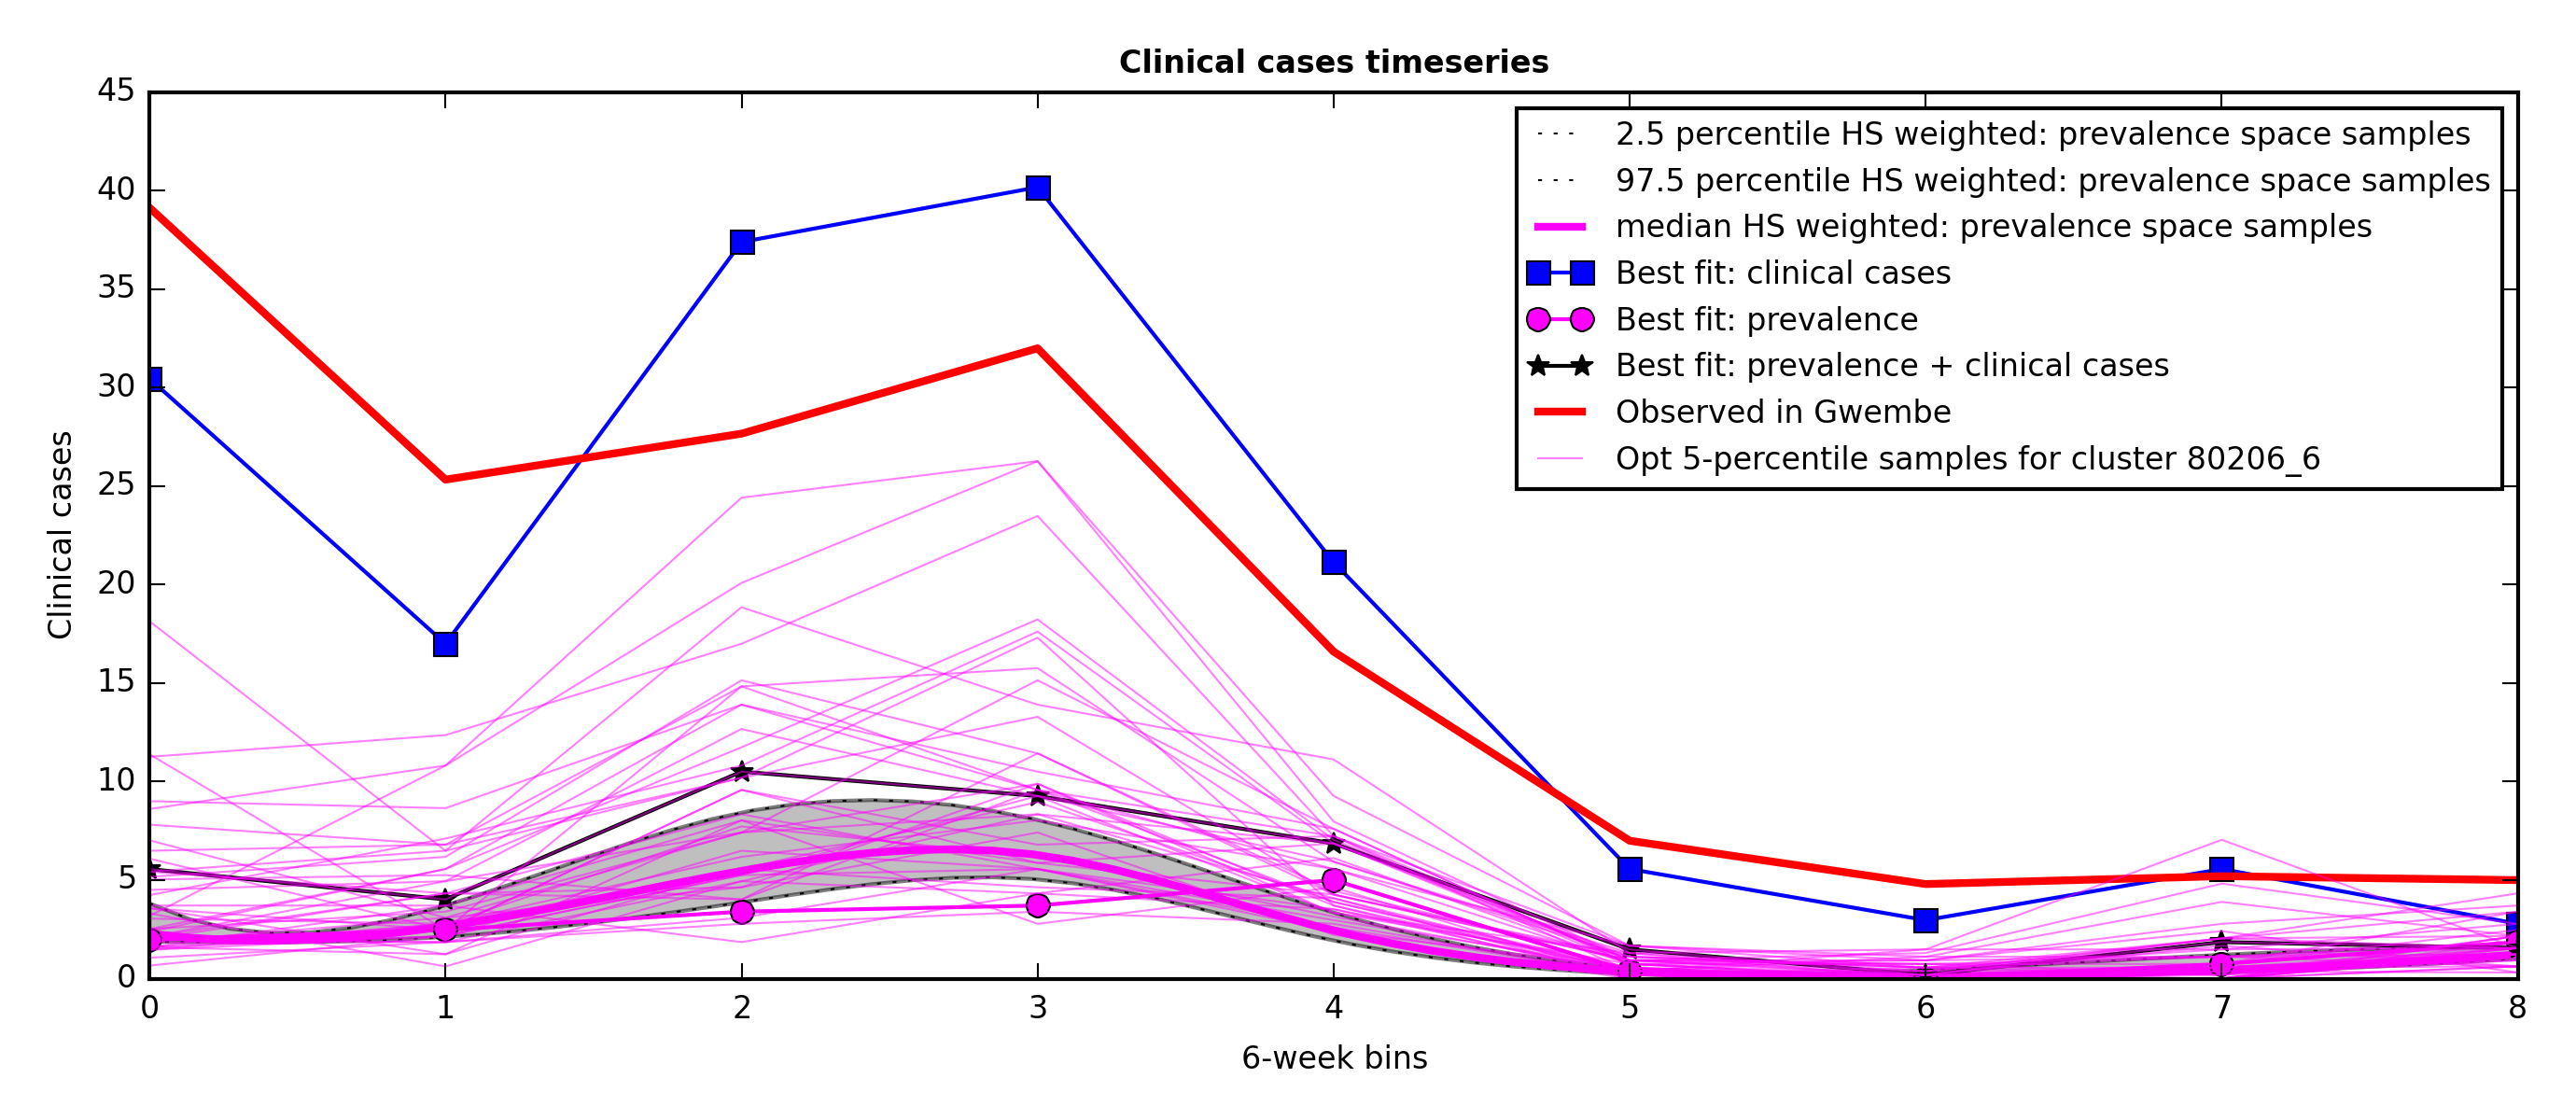 Clinical cases timeseries
45
40
35
30
25
20
15
10
5
0
Clinical cases
2.5 percentile HS weighted: prevalence space samples
97.5 percentile HS weighted: prevalence space samples
median HS weighted: prevalence space samples
Best fit: clinical cases
Best fit: prevalence
Best fit: prevalence + clinical cases
Observed in Gwembe
Opt 5-percentile samples for cluster 80206_6
0 1 2 3 4 5 6 7 8
6-week bins